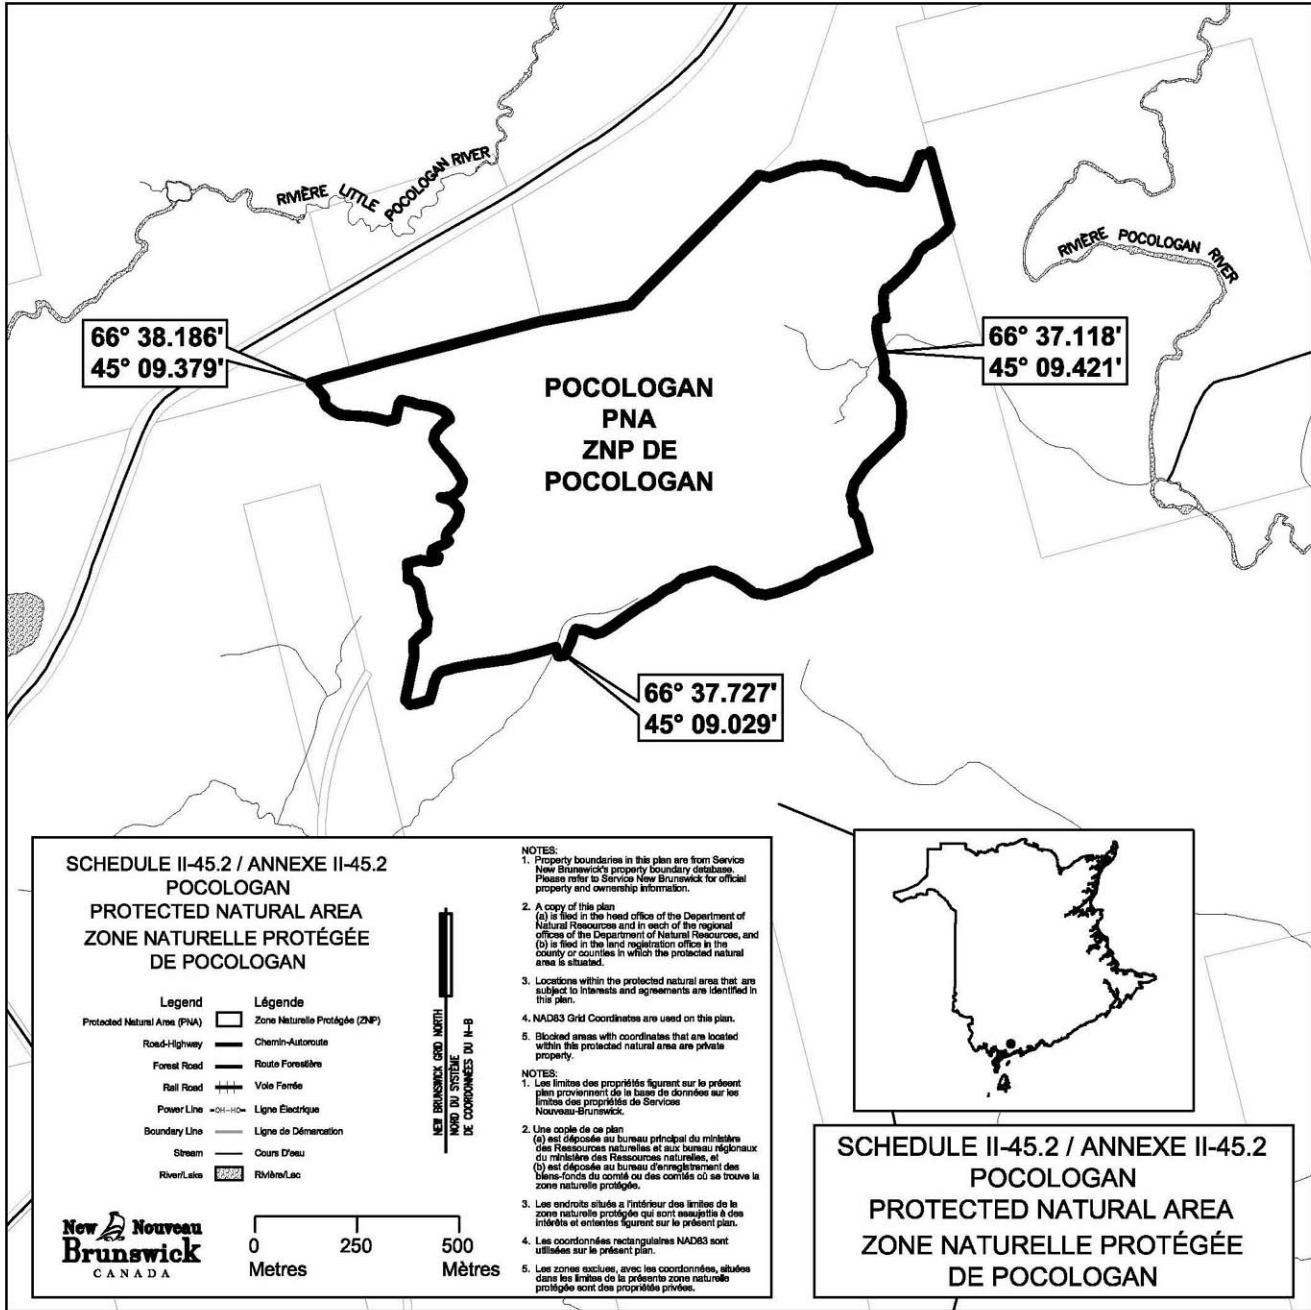 RIVIÈRE LITTLE POCOLOGAN RIVER
RIVIÈRE POCOLOGAN RIVER
66° 38.186'
45° 09.379'
66° 37.118'
45° 09.421'
POCOLOGAN
PNA
ZNP DE
POCOLOGAN
66° 37.727'
45° 09.029'
SCHEDULE II-45.2 / ANNEXE II-45.2
POCOLOGAN
PROTECTED NATURAL AREA
ZONE NATURELLE PROTÉGÉE
DE POCOLOGAN
Legend Légende
Protected Natural Area (PNA) Zone Naturelle Protégée (ZNP)
Road-Highway Chemin-Autoroute
Forest Road Route Forestière
Rail Road Voie Ferrée
Power Line -OH-HO- Ligne Électrique
Boundary Line Ligne de Démarcation
Stream Cours D'eau
River/Lake Rivière/Lac
NEW BRUNSWICK GRID NORTH
NORD DU SYSTÈME
DE COORDONNÉES DU N-B
New Nouveau
Brunswick
CANADA
0 250 500
Metres Mètres
NOTES:
1. Property boundaries in this plan are from Service
New Brunswick's property boundary database.
Please refer to Service New Brunswick for official
property and ownership information.
2. A copy of this plan
(a) is filed in the head office of the Department of
Natural Resources and in each of the regional
offices of the Department of Natural Resources, and
(b) is filed in the land registration office in the
county or counties in which the protected natural
area is situated.
3. Locations within the protected natural area that are
subject to interests and agreements are identified in
this plan.
4. NAD83 Grid Coordinates are used on this plan.
5. Blocked areas with coordinates that are located
within this protected natural area are private
property.
NOTES:
1. Les limites des propriétés figurant sur le présent
plan proviennent de la base de données sur les
limites des propriétés de Services
Nouveau-Brunswick.
2. Une copie de ce plan
(a) est déposée au bureau principal du ministère
des Ressources naturelles et aux bureau régionaux
du ministère des Ressources naturelles, et
(b) est déposée au bureau d'enregistrement des
biens-fonds du comté ou des comtés où se trouve la
zone naturelle protégée.
3. Les endroits situés a l'intérieur des limites de la
zone naturelle protégée qui sont assujettis à des
intérêts et ententes figurent sur le présent plan.
4. Les coordonnées rectangulaires NAD83 sont
utilisées sur le présent plan.
5. Les zones exclues, avec les coordonnées, situées
dans les limites de la présente zone naturelle
protégée sont des propriétés privées.
SCHEDULE II-45.2 / ANNEXE II-45.2
POCOLOGAN
PROTECTED NATURAL AREA
ZONE NATURELLE PROTÉGÉE
DE POCOLOGAN